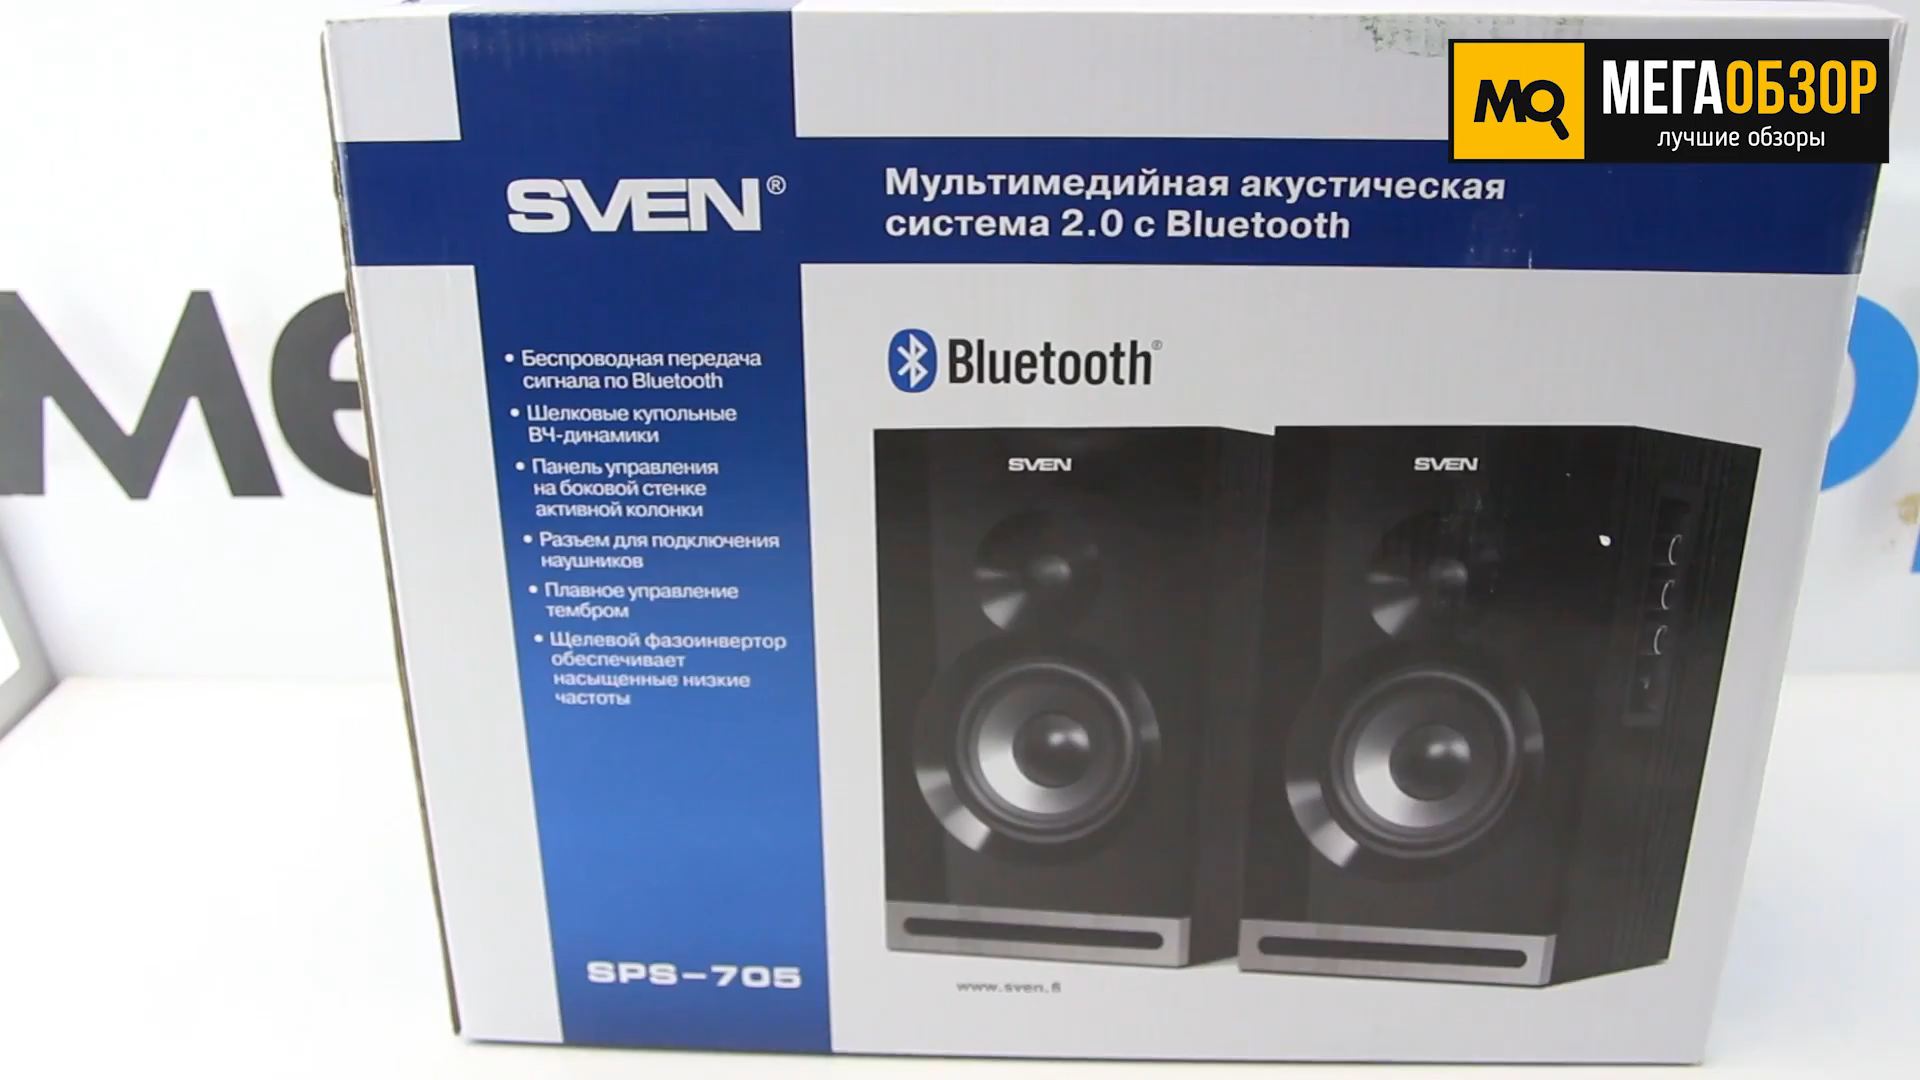 MQ
МЕГАОБЗОР
лучшие обзоры
SVEN®
Мультимедийная акустическая
система 2.0 с Bluetooth
• Беспроводная передача
сигнала по Bluetooth
• Шелковые купольные
ВЧ-динамики
• Панель управления
на боковой стенке
активной колонки
• Разъем для подключения
наушников
• Плавное управление
тембром
• Щелевой фазоинвертор
обеспечивает
насыщенные низкие
частоты
SPS-705
Bluetooth®
SVEN
SVEN
www.sven.fi